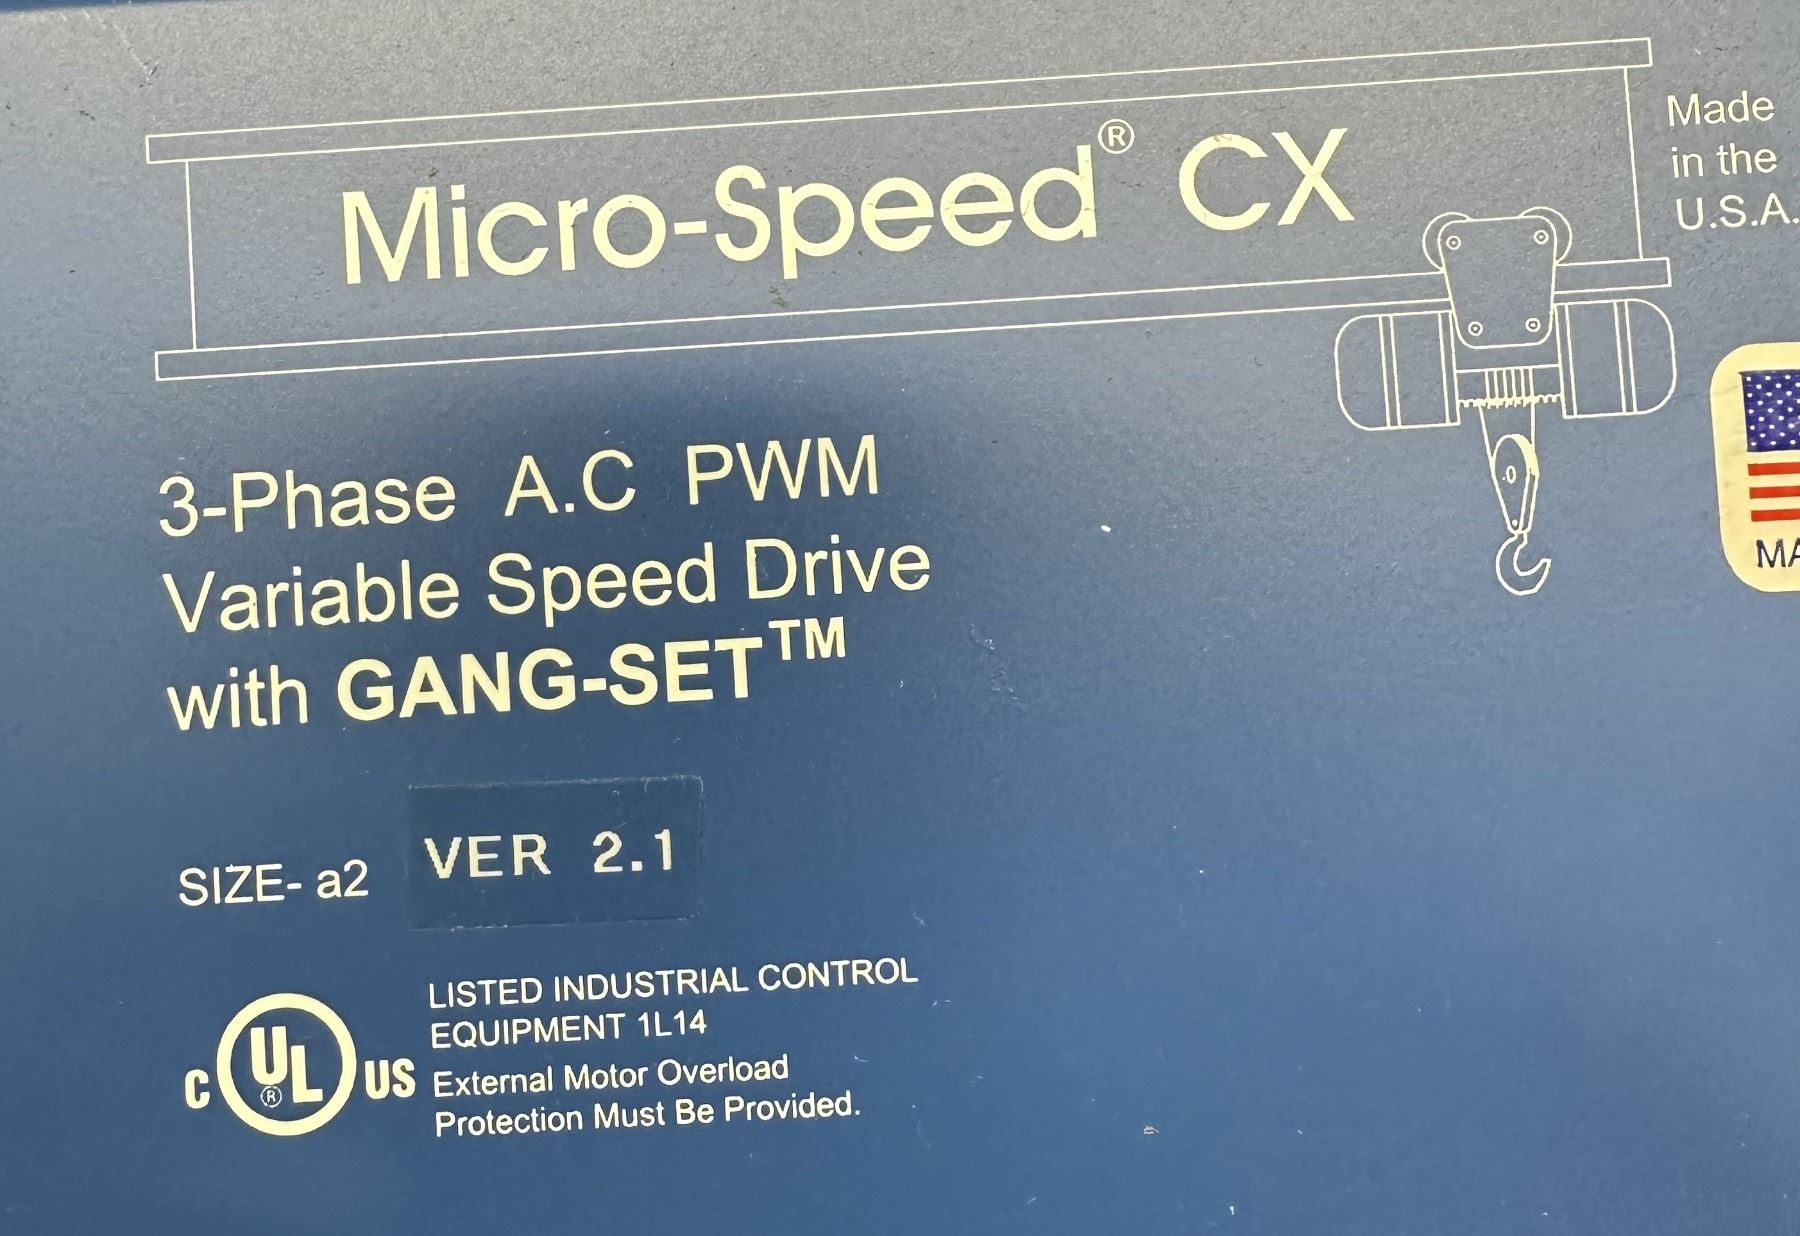 Micro-Speed® CX
Made
in the
U.S.A.
3-Phase A.C PWM
Variable Speed Drive
with GANG-SET™
MA
SIZE- a2
VER 2.1
C UL® US
LISTED INDUSTRIAL CONTROL
EQUIPMENT 1L14
External Motor Overload
Protection Must Be Provided.